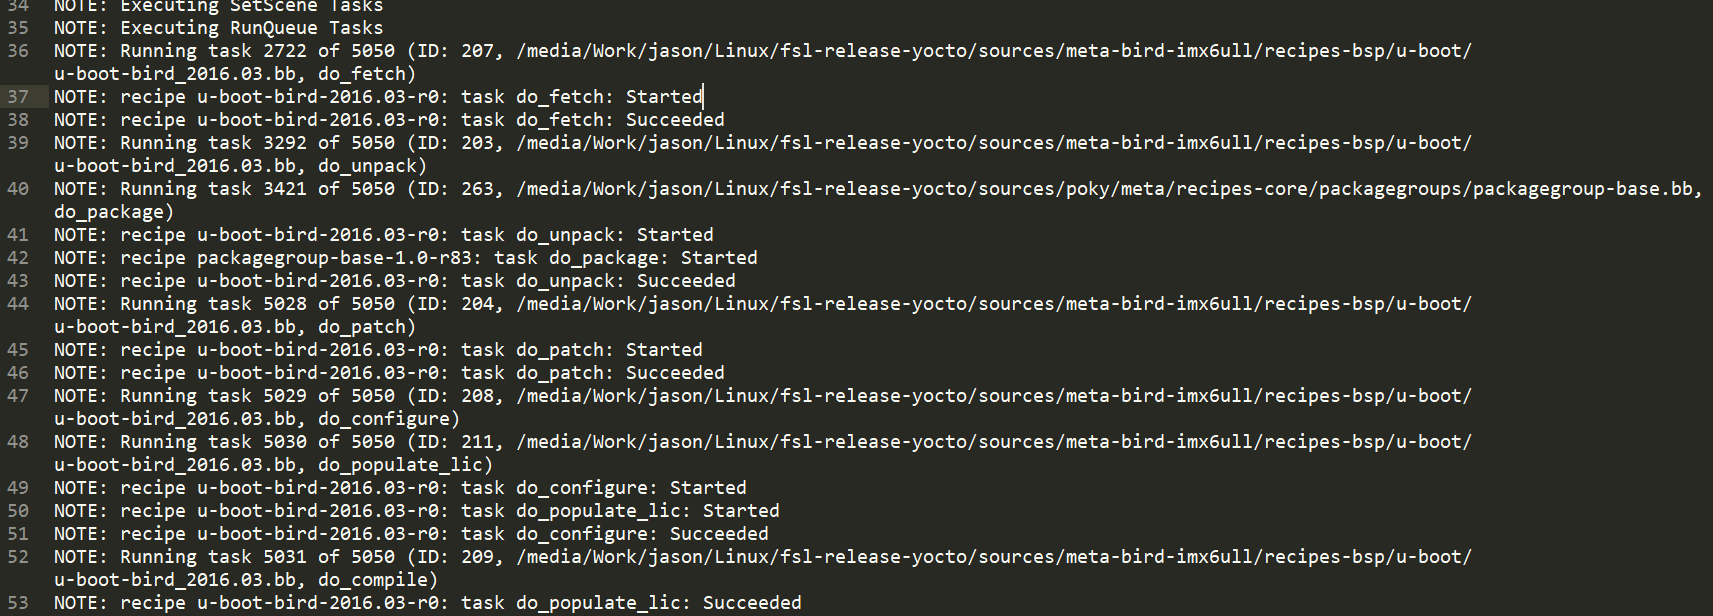 34 NOTE: Executing SetScene Tasks
35 NOTE: Executing RunQueue Tasks
36 NOTE: Running task 2722 of 5050 (ID: 207, /media/Work/jason/Linux/fsl-release-yocto/sources/meta-bird-imx6ull/recipes-bsp/u-boot/
u-boot-bird_2016.03.bb, do_fetch)
37 NOTE: recipe u-boot-bird-2016.03-r0: task do_fetch: Started
38 NOTE: recipe u-boot-bird-2016.03-r0: task do_fetch: Succeeded
39 NOTE: Running task 3292 of 5050 (ID: 203, /media/Work/jason/Linux/fsl-release-yocto/sources/meta-bird-imx6ull/recipes-bsp/u-boot/
u-boot-bird_2016.03.bb, do_unpack)
40 NOTE: Running task 3421 of 5050 (ID: 263, /media/Work/jason/Linux/fsl-release-yocto/sources/poky/meta/recipes-core/packagegroups/packagegroup-base.bb,
do_package)
41 NOTE: recipe u-boot-bird-2016.03-r0: task do_unpack: Started
42 NOTE: recipe packagegroup-base-1.0-r83: task do_package: Started
43 NOTE: recipe u-boot-bird-2016.03-r0: task do_unpack: Succeeded
44 NOTE: Running task 5028 of 5050 (ID: 204, /media/Work/jason/Linux/fsl-release-yocto/sources/meta-bird-imx6ull/recipes-bsp/u-boot/
u-boot-bird_2016.03.bb, do_patch)
45 NOTE: recipe u-boot-bird-2016.03-r0: task do_patch: Started
46 NOTE: recipe u-boot-bird-2016.03-r0: task do_patch: Succeeded
47 NOTE: Running task 5029 of 5050 (ID: 208, /media/Work/jason/Linux/fsl-release-yocto/sources/meta-bird-imx6ull/recipes-bsp/u-boot/
u-boot-bird_2016.03.bb, do_configure)
48 NOTE: Running task 5030 of 5050 (ID: 211, /media/Work/jason/Linux/fsl-release-yocto/sources/meta-bird-imx6ull/recipes-bsp/u-boot/
u-boot-bird_2016.03.bb, do_populate_lic)
49 NOTE: recipe u-boot-bird-2016.03-r0: task do_configure: Started
50 NOTE: recipe u-boot-bird-2016.03-r0: task do_populate_lic: Started
51 NOTE: recipe u-boot-bird-2016.03-r0: task do_configure: Succeeded
52 NOTE: Running task 5031 of 5050 (ID: 209, /media/Work/jason/Linux/fsl-release-yocto/sources/meta-bird-imx6ull/recipes-bsp/u-boot/
u-boot-bird_2016.03.bb, do_compile)
53 NOTE: recipe u-boot-bird-2016.03-r0: task do_populate_lic: Succeeded